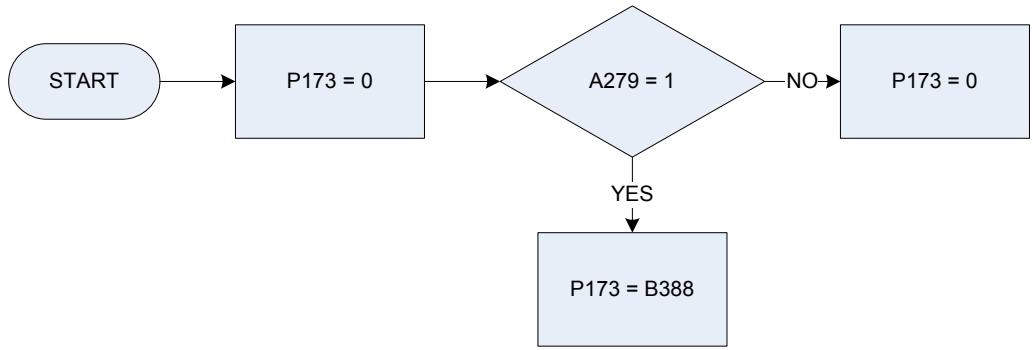 START
P173 = 0
A279 = 1
NO
P173 = 0
YES
P173 = B388